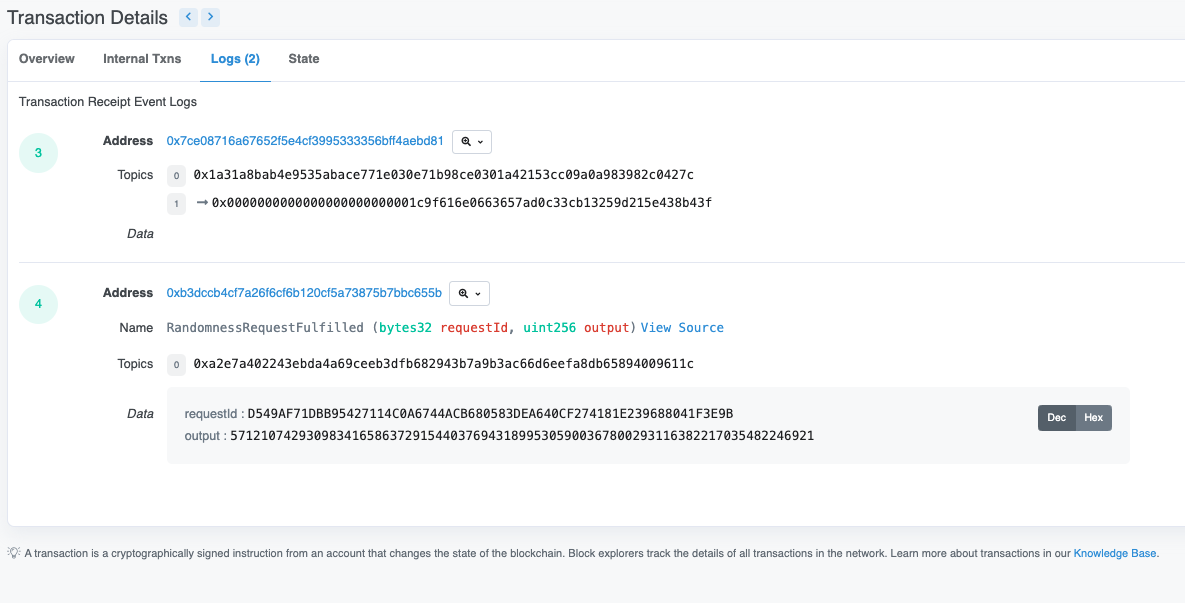 Transaction Details
Overview Internal Txns Logs (2) State
Transaction Receipt Event Logs
3 Address 0x7ce08716a67652f5e4cf3995333356bff4aebd81
Topics 0 0x1a31a8bab4e9535abace771e030e71b98ce0301a42153cc09a0a983982c0427c
1 → 0x0000000000000000000000001c9f616e0663657ad0c33cb13259d215e438b43f
Data
4 Address 0xb3dccb4cf7a26f6cf6b120cf5a73875b7bbc655b
Name RandomnessRequestFulfilled (bytes32 requestId, uint256 output) View Source
Topics 0 0xa2e7a402243ebda4a69ceeb3dfb682943b7a9b3ac66d6eefa8db65894009611c
Data requestId : D549AF71DBB95427114C0A6744ACB680583DEA640CF274181E239688041F3E9B Dec Hex
output : 57121074293098341658637291544037694318995305900367800293116382217035482246921
A transaction is a cryptographically signed instruction from an account that changes the state of the blockchain. Block explorers track the details of all transactions in the network. Learn more about transactions in our Knowledge Base.